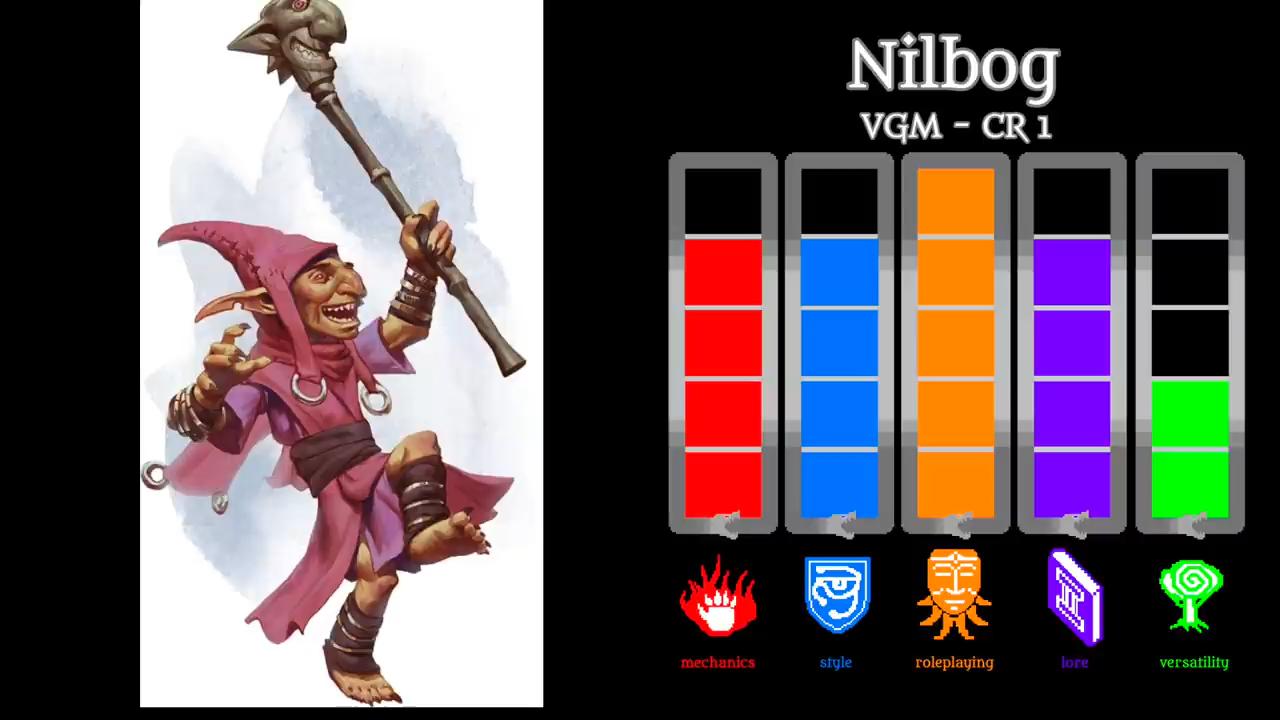 Nilbog
VGM - CR 1
mechanics
style
roleplaying
lore
versatility